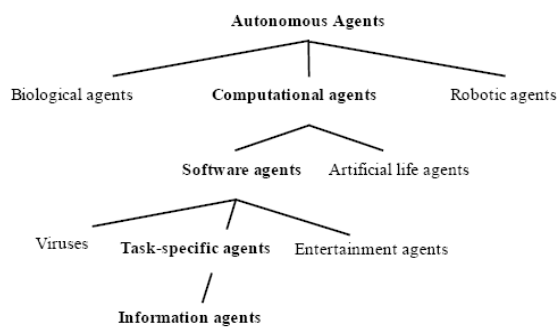 Autonomous Agents
Biological agents
Computational agents
Robotic agents
Software agents
Artificial life agents
Viruses
Task-specific agents
Entertainment agents
Information agents